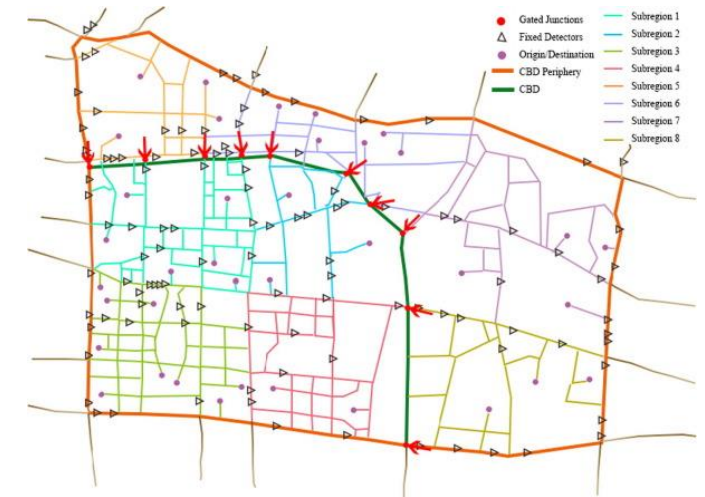 Gated Junctions
Fixed Detectors
Origin/Destination
CBD Periphery
CBD
Subregion 1
Subregion 2
Subregion 3
Subregion 4
Subregion 5
Subregion 6
Subregion 7
Subregion 8